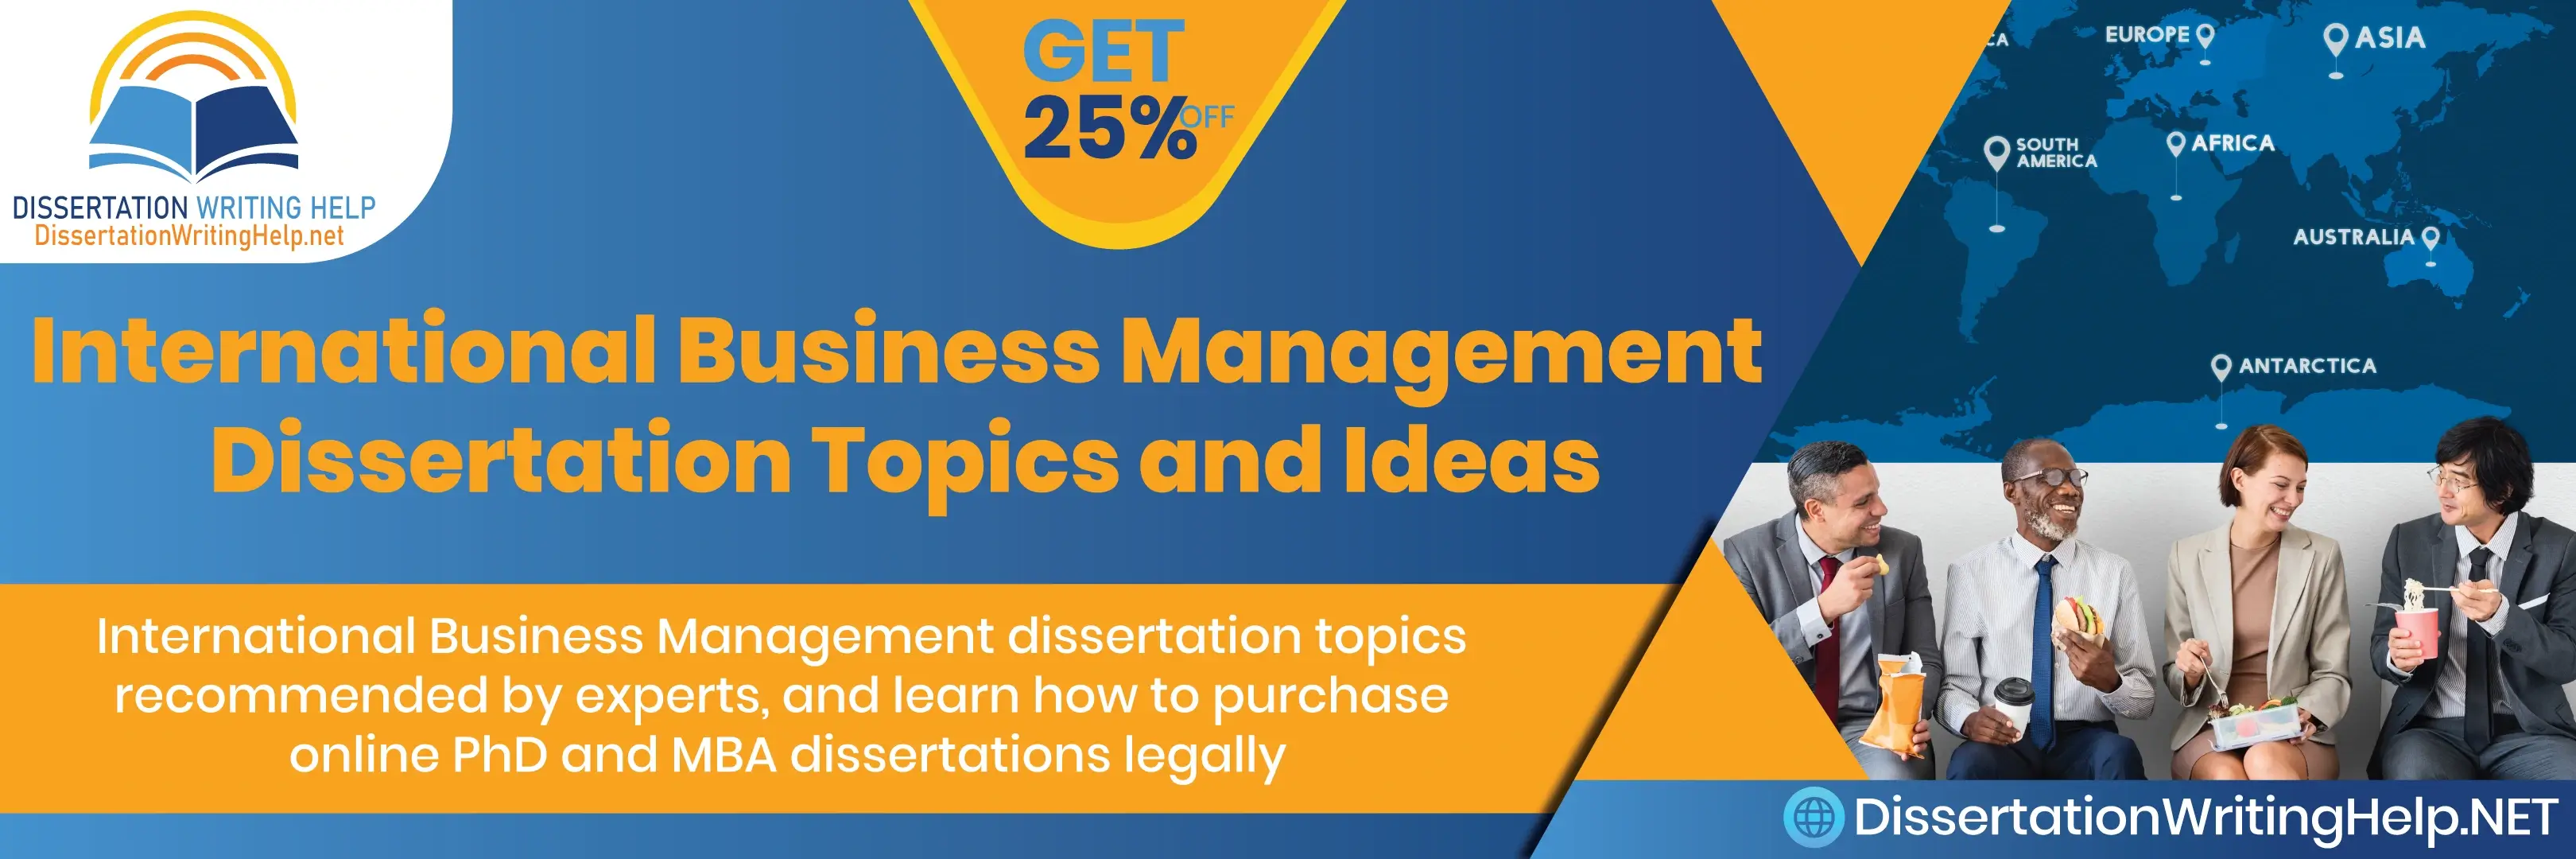 DISSERTATION WRITING HELP
DissertationWritingHelp.net
GET
25% OFF
International Business Management
Dissertation Topics and Ideas
International Business Management dissertation topics
recommended by experts, and learn how to purchase
online PhD and MBA dissertations legally
CA
EUROPE
ASIA
SOUTH
AMERICA
AFRICA
AUSTRALIA
ANTARCTICA
DissertationWritingHelp.NET